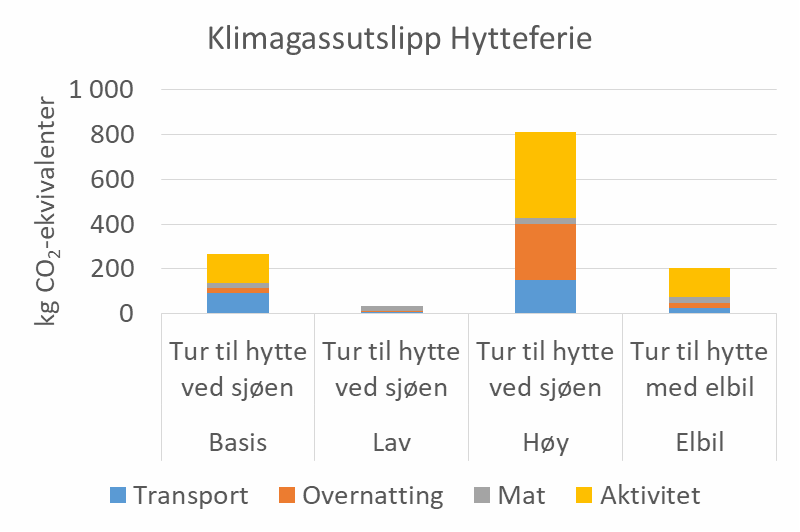 Klimagassutslipp Hytteferie
kg CO₂-ekvivalenter
1 000
800
600
400
200
0
Tur til hytte ved sjøen
Tur til hytte ved sjøen
Tur til hytte ved sjøen
Tur til hytte med elbil
Basis Lav Høy Elbil
Transport Overnatting Mat Aktivitet